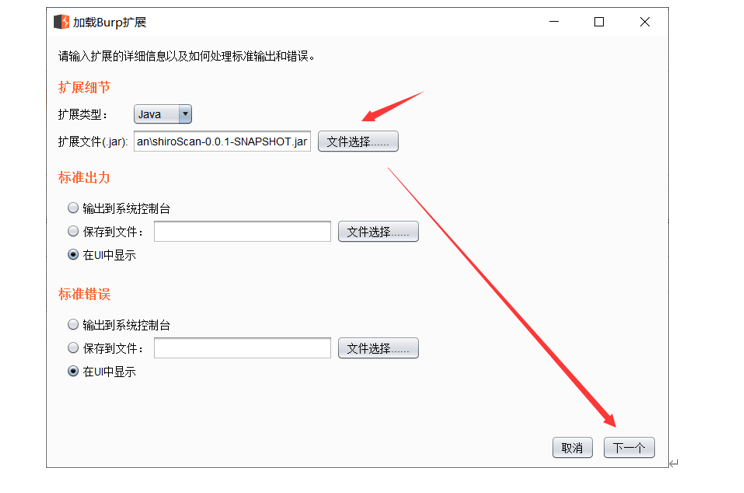 加载Burp扩展
请输入扩展的详细信息以及如何处理标准输出和错误。
扩展细节
扩展类型： Java
扩展文件(.jar): an\shiroScan-0.0.1-SNAPSHOT.jar 文件选择......
标准出力
输出到系统控制台
保存到文件： 文件选择......
在UI中显示
标准错误
输出到系统控制台
保存到文件： 文件选择......
在UI中显示
取消 下一个